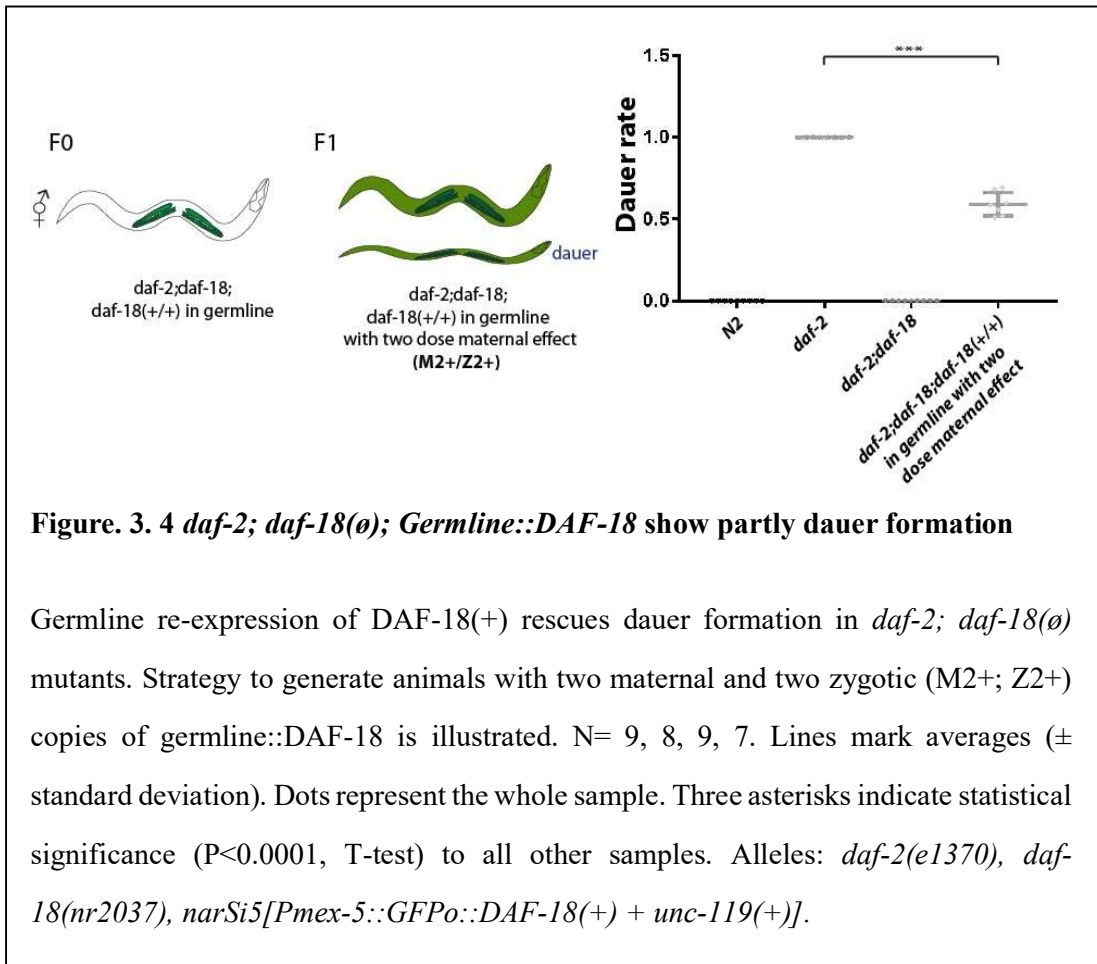 F0
F1
⚥
dauer
daf-2;daf-18;
daf-18(+/+) in germline
daf-2;daf-18;
daf-18(+/+) in germline
with two dose maternal effect
(M2+/Z2+)
***
1.5
1.0
0.5
0.0
Dauer rate
N2
daf-2
daf-2;daf-18
daf-2;daf-18;daf-18(+/+)
in germline with two
dose maternal effect
Figure. 3. 4 daf-2; daf-18(ø); Germline::DAF-18 show partly dauer formation
Germline re-expression of DAF-18(+) rescues dauer formation in daf-2; daf-18(ø)
mutants. Strategy to generate animals with two maternal and two zygotic (M2+; Z2+)
copies of germline::DAF-18 is illustrated. N= 9, 8, 9, 7. Lines mark averages (±
standard deviation). Dots represent the whole sample. Three asterisks indicate statistical
significance (P<0.0001, T-test) to all other samples. Alleles: daf-2(e1370), daf-
18(nr2037), narSi5[Pmex-5::GFPo::DAF-18(+) + unc-119(+)].